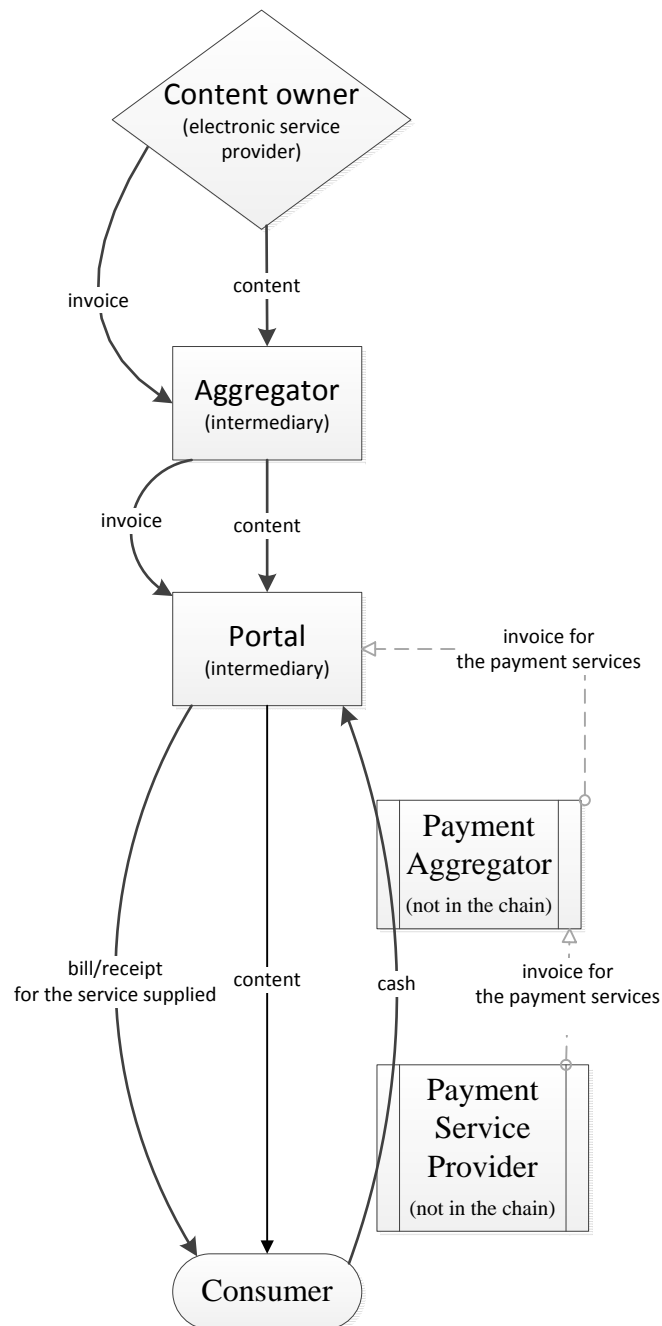 Content owner
(electronic service
provider)
invoice
content
Aggregator
(intermediary)
invoice
content
Portal
(intermediary)
invoice for
the payment services
Payment
Aggregator
(not in the chain)
bill/receipt
for the service supplied
content
cash
invoice for
the payment services
Payment
Service
Provider
(not in the chain)
Consumer